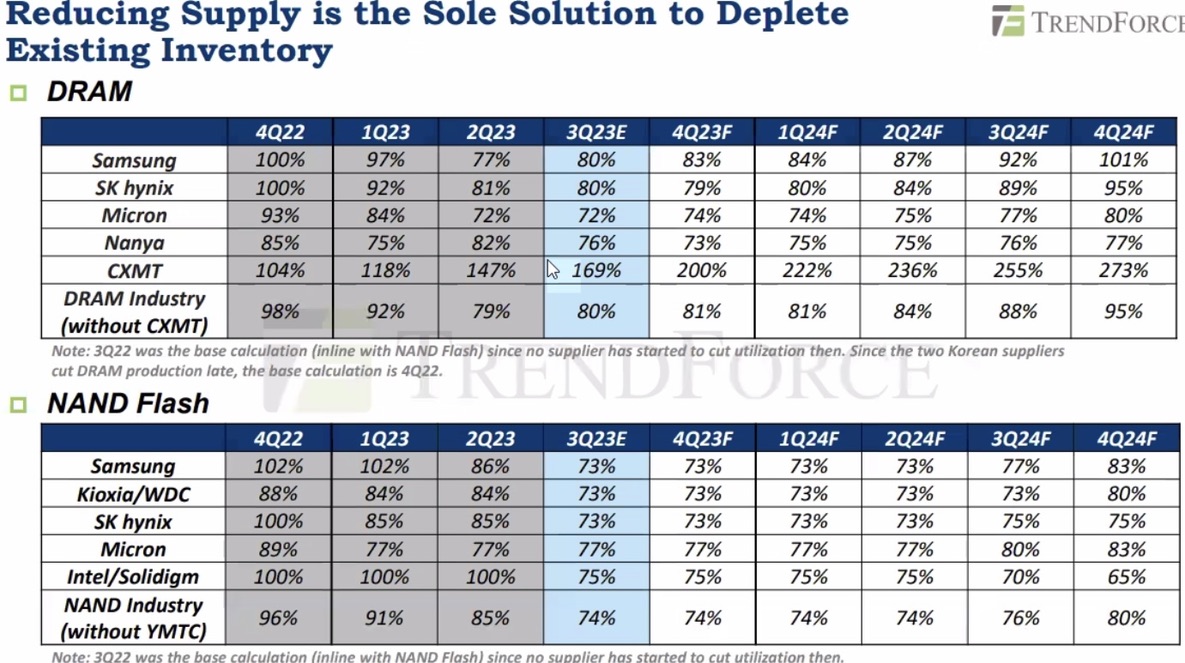 Reducing Supply is the Sole Solution to Deplete
Existing Inventory
TRENDFORCE
DRAM
4Q22 1Q23 2Q23 3Q23E 4Q23F 1Q24F 2Q24F 3Q24F 4Q24F
Samsung 100% 97% 77% 80% 83% 84% 87% 92% 101%
SK hynix 100% 92% 81% 80% 79% 80% 84% 89% 95%
Micron 93% 84% 72% 72% 74% 74% 75% 77% 80%
Nanya 85% 75% 82% 76% 73% 75% 75% 76% 77%
CXMT 104% 118% 147% 169% 200% 222% 236% 255% 273%
DRAM Industry
(without CXMT) 98% 92% 79% 80% 81% 81% 84% 88% 95%
Note: 3Q22 was the base calculation (inline with NAND Flash) since no supplier has started to cut utilization then. Since the two Korean suppliers
cut DRAM production late, the base calculation is 4Q22.
TRENDFORCE
NAND Flash
4Q22 1Q23 2Q23 3Q23E 4Q23F 1Q24F 2Q24F 3Q24F 4Q24F
Samsung 102% 102% 86% 73% 73% 73% 73% 77% 83%
Kioxia/WDC 88% 84% 84% 73% 73% 73% 73% 73% 80%
SK hynix 100% 85% 85% 73% 73% 73% 73% 75% 75%
Micron 89% 77% 77% 77% 77% 77% 77% 80% 83%
Intel/Solidigm 100% 100% 100% 75% 75% 75% 75% 70% 65%
NAND Industry
(without YMTC) 96% 91% 85% 74% 74% 74% 74% 76% 80%
Note: 3Q22 was the base calculation (inline with NAND Flash) since no supplier has started to cut utilization then.